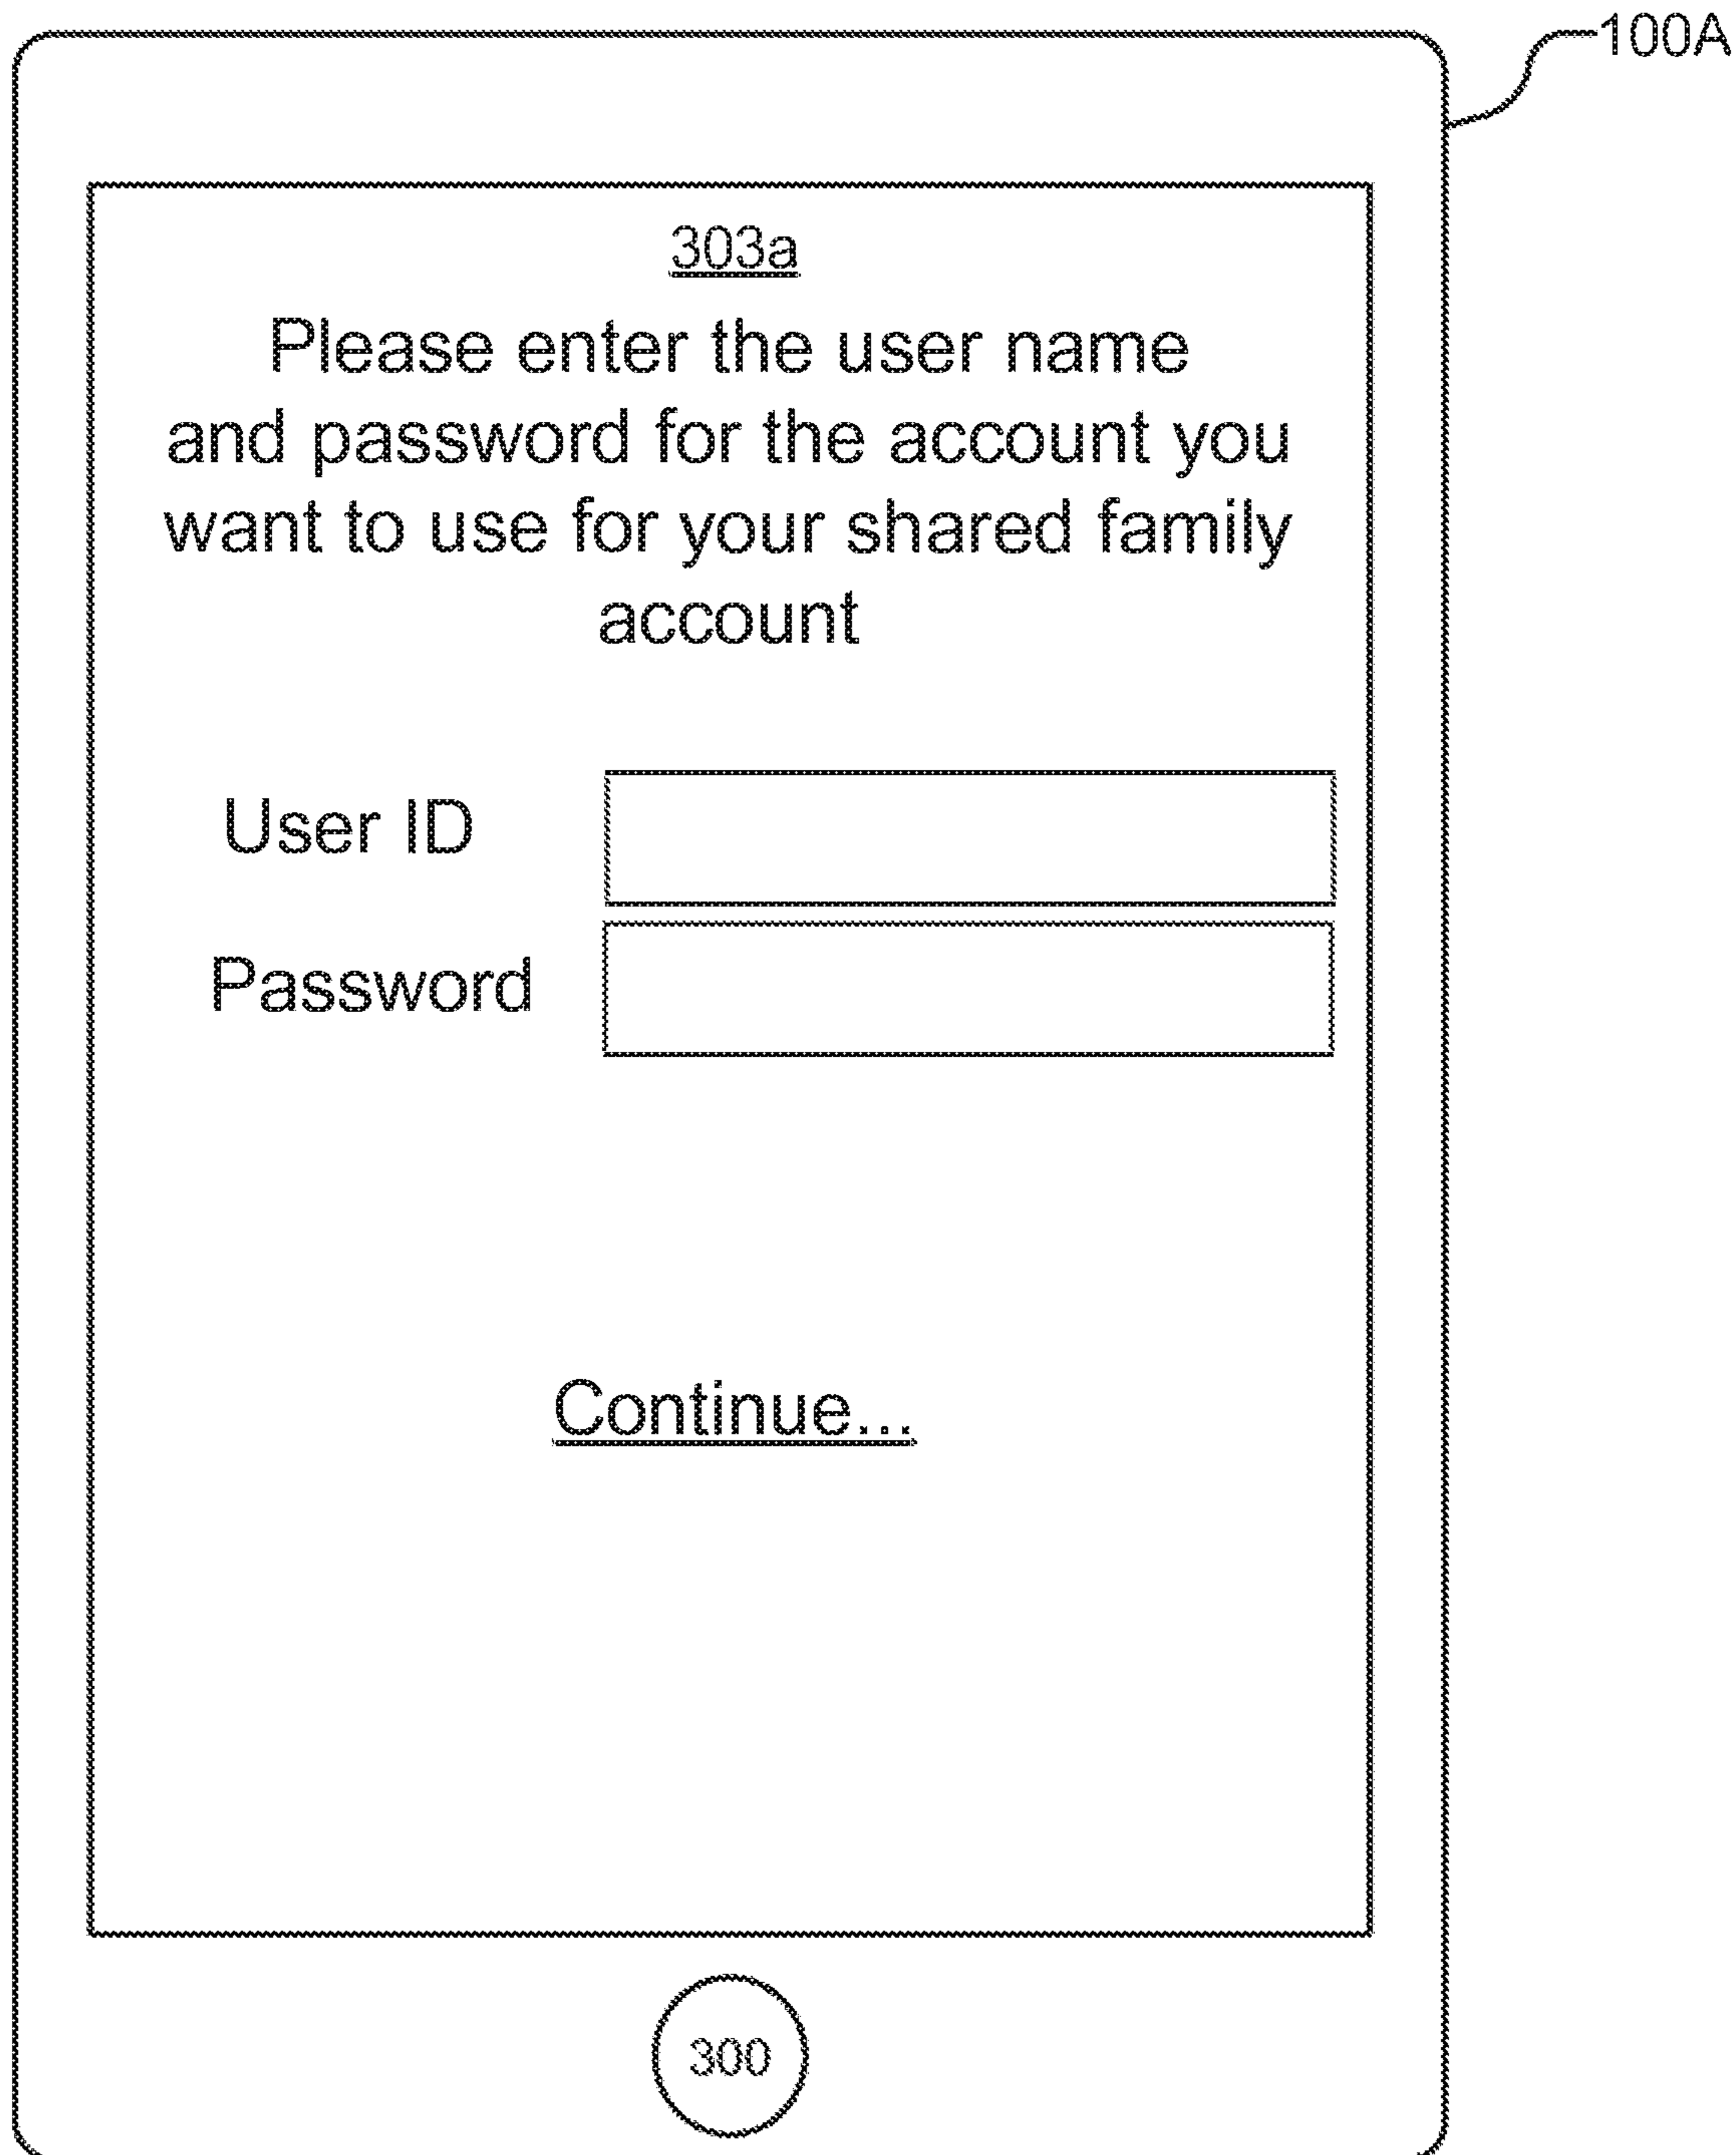 100A
303a
Please enter the user name
and password for the account you
want to use for your shared family
account
User ID
Password
Continue...
300